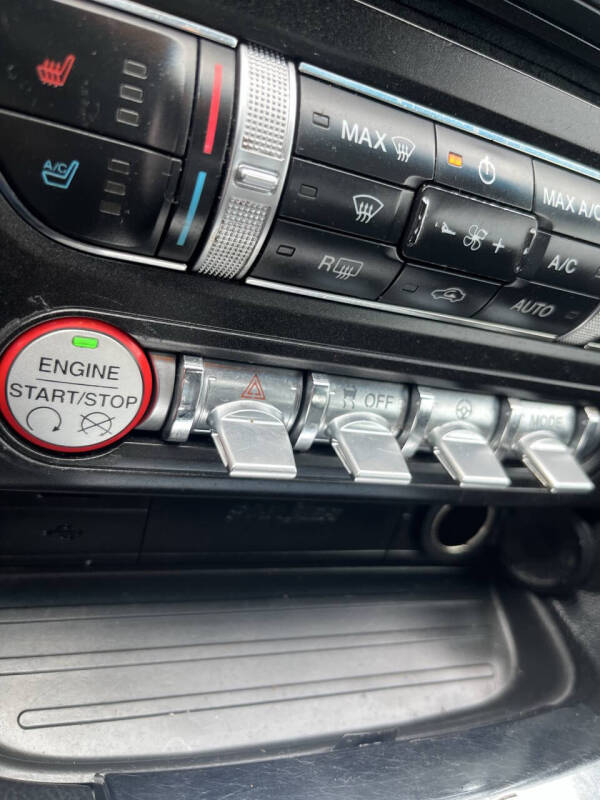 A/C
MAX
MAX A/C
+
R
A/C
AUTO
ENGINE
START/STOP
OFF
MODE